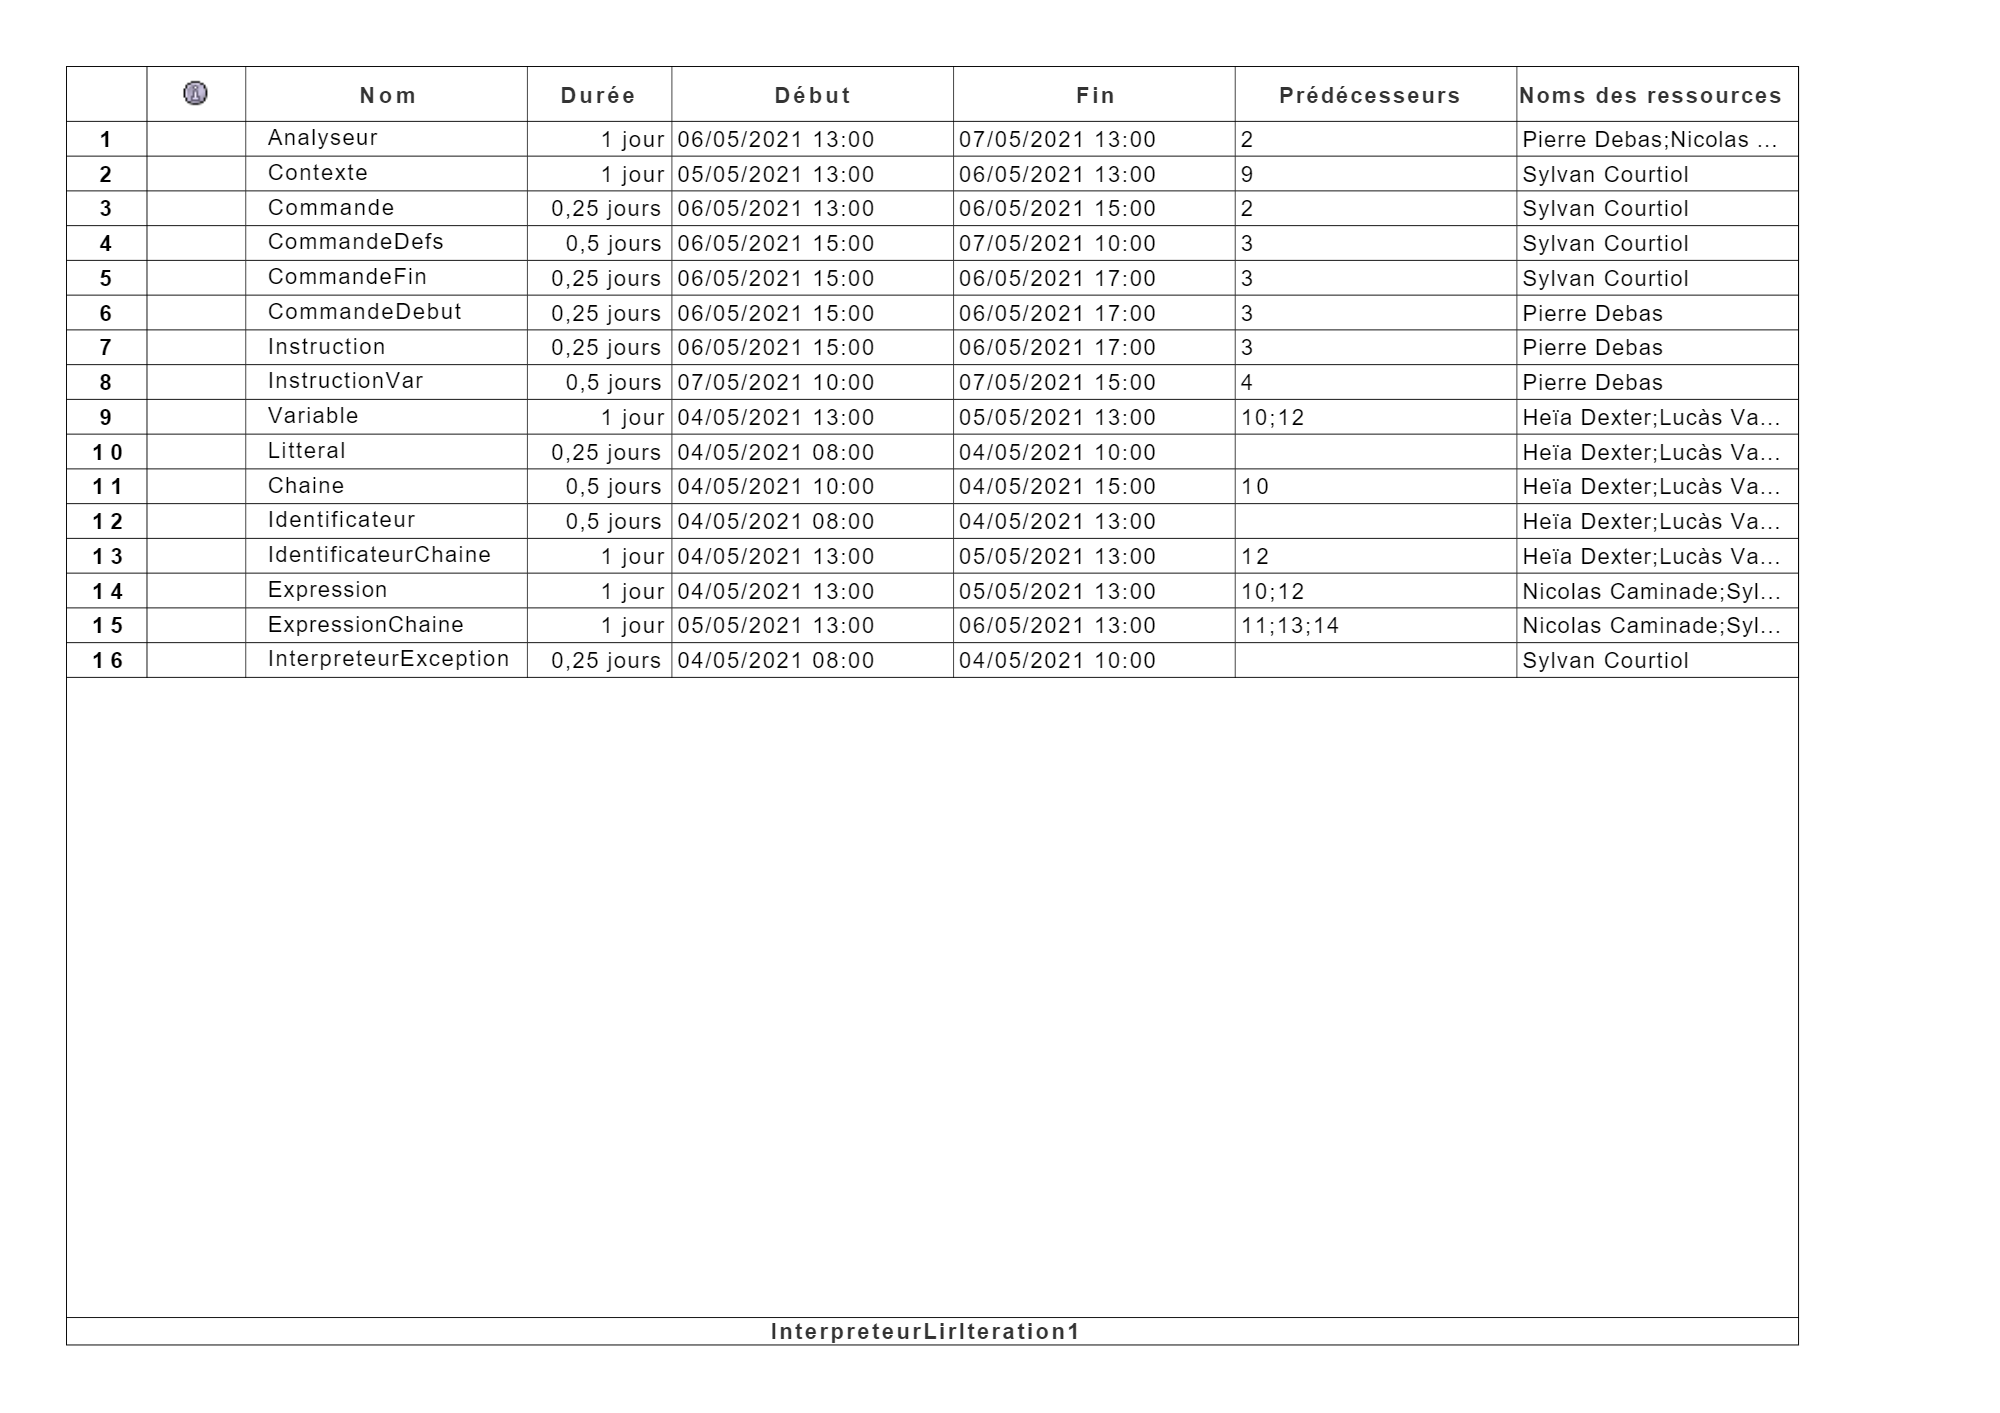 Nom Durée Début Fin Prédécesseurs Noms des ressources
1 Analyseur 1 jour 06/05/2021 13:00 07/05/2021 13:00 2 Pierre Debas;Nicolas ...
2 Contexte 1 jour 05/05/2021 13:00 06/05/2021 13:00 9 Sylvan Courtiol
3 Commande 0,25 jours 06/05/2021 13:00 06/05/2021 15:00 2 Sylvan Courtiol
4 CommandeDefs 0,5 jours 06/05/2021 15:00 07/05/2021 10:00 3 Sylvan Courtiol
5 CommandeFin 0,25 jours 06/05/2021 15:00 06/05/2021 17:00 3 Sylvan Courtiol
6 CommandeDebut 0,25 jours 06/05/2021 15:00 06/05/2021 17:00 3 Pierre Debas
7 Instruction 0,25 jours 06/05/2021 15:00 06/05/2021 17:00 3 Pierre Debas
8 InstructionVar 0,5 jours 07/05/2021 10:00 07/05/2021 15:00 4 Pierre Debas
9 Variable 1 jour 04/05/2021 13:00 05/05/2021 13:00 10;12 Heïa Dexter;Lucàs Va...
10 Litteral 0,25 jours 04/05/2021 08:00 04/05/2021 10:00 Heïa Dexter;Lucàs Va...
11 Chaine 0,5 jours 04/05/2021 10:00 04/05/2021 15:00 10 Heïa Dexter;Lucàs Va...
12 Identificateur 0,5 jours 04/05/2021 08:00 04/05/2021 13:00 Heïa Dexter;Lucàs Va...
13 IdentificateurChaine 1 jour 04/05/2021 13:00 05/05/2021 13:00 12 Heïa Dexter;Lucàs Va...
14 Expression 1 jour 04/05/2021 13:00 05/05/2021 13:00 10;12 Nicolas Caminade;Syl...
15 ExpressionChaine 1 jour 05/05/2021 13:00 06/05/2021 13:00 11;13;14 Nicolas Caminade;Syl...
16 InterpreteurException 0,25 jours 04/05/2021 08:00 04/05/2021 10:00 Sylvan Courtiol
InterpreteurLirIteration1